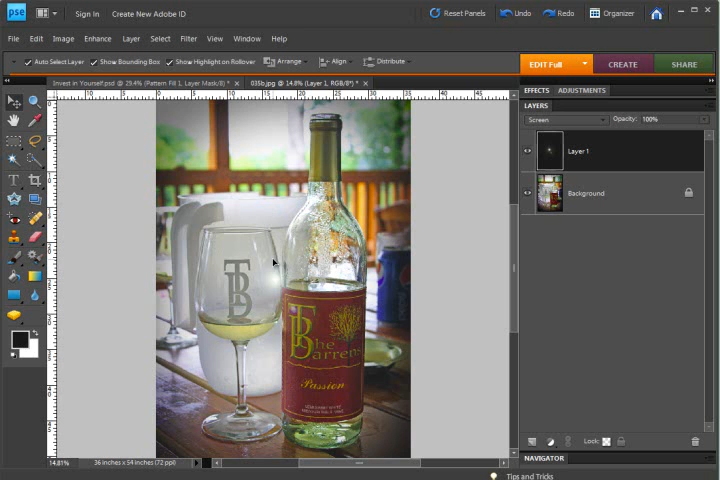 pse
Sign In
Create New Adobe ID
Reset Panels
Undo
Redo
Organizer
File Edit Image Enhance Layer Select Filter View Window Help
Auto Select Layer
Show Bounding Box
Show Highlight on Rollover
Arrange
Align
Distribute
EDIT Full
CREATE
SHARE
Invest in Yourself.psd @ 29.4% (Pattern Fill 1, Layer Mask/8) * ×
035b.jpg @ 14.8% (Layer 1, RGB/8*) * ×
EFFECTS ADJUSTMENTS
LAYERS
Screen
Opacity: 100%
Layer 1
Background
TB
The
Barrens
Passion
Lock:
NAVIGATOR
14.81%
36 inches x 54 inches (72 ppi)
Tips and Tricks